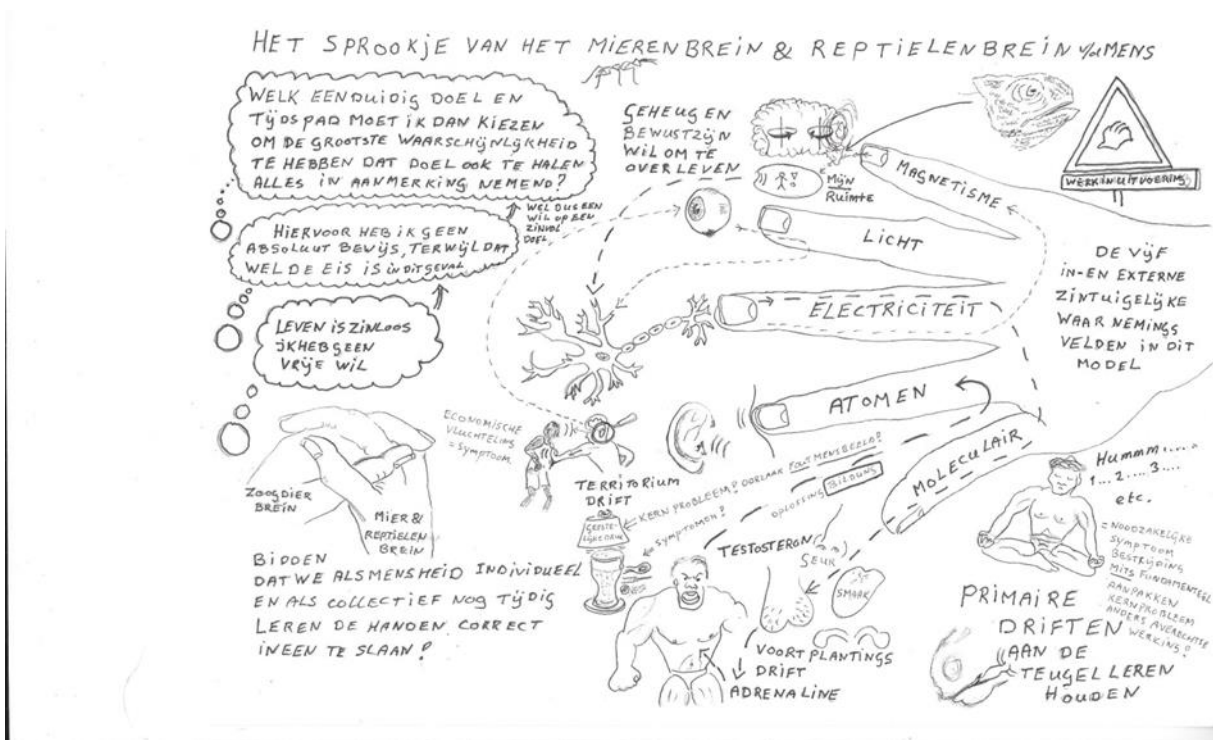 HET SPROOKJE VAN HET MIERENBREIN & REPTIELENBREIN v/d MENS
WELK EENDUIDIG DOEL EN
TIJDSPAD MOET IK DAN KIEZEN
OM DE GROOTSTE WAARSCHIJNLIJKHEID
TE HEBBEN DAT DOEL OOK TE HALEN
ALLES IN AANMERKING NEMEND?
WEL DUS EEN
WIL OP EEN
ZINVOL
DOEL
HIERVOOR HEB IK GEEN
ABSOLUUT BEWIJS, TERWIJL DAT
WEL DE EIS IS IN DIT GEVAL
LEVEN IS ZINLOOS
IK HEB GEEN
VRIJE WIL
GEHEUGEN
BEWUSTZIJN
WIL OM TE
OVERLEVEN
MIJN
RUIMTE
MAGNETISME
LICHT
ELECTRICITEIT
ATOMEN
MOLECULAIR
WERK IN UITVOERING
DE VIJF
IN- EN EXTERNE
ZINTUIGELIJKE
WAARNEMINGS
VELDEN IN DIT
MODEL
ZOOGDIER
BREIN
MIER &
REPTIELEN
BREIN
BIDDEN
DAT WE ALS MENSHEID INDIVIDUEEL
EN ALS COLLECTIEF NOG TIJDIG
LEREN DE HANDEN CORRECT
INEEN TE SLAAN!
ECONOMISCHE
VLUCHTELING
= SYMPTOOM
TERRITORIUM
DRIFT
KERNPROBLEEM? OORZAAK FOUT MENSBEELD?
SYMPTOMEN?
OPLOSSING BILDUNG
TESTOSTERON
GEUR
SMAAK
VOORTPLANTINGS
DRIFT
ADRENALINE
Hummm.....
1...2....3....
etc.
= NOODZAKELIJKE
SYMPTOOM
BESTRIJDING
MITS FUNDAMENTEEL
AANPAKKEN
KERNPROBLEEM
ANDERS AVERECHTSE
WERKING!
PRIMAIRE
DRIFTEN
AAN DE
TEUGEL LEREN
HOUDEN